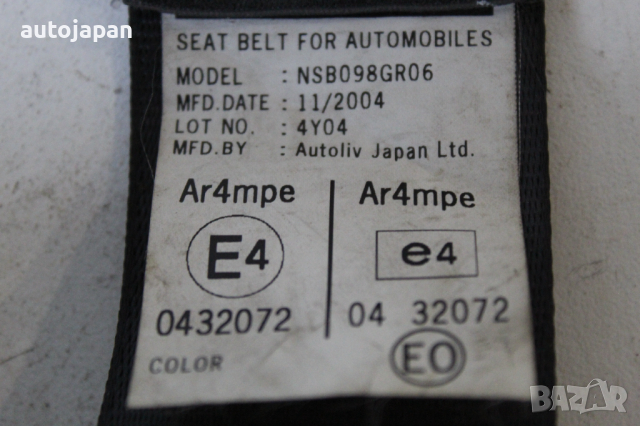 autojapan
SEAT BELT FOR AUTOMOBILES
MODEL : NSB098GR06
MFD.DATE : 11/2004
LOT NO. : 4Y04
MFD.BY : Autoliv Japan Ltd.
Ar4mpe Ar4mpe
E4 e4
0432072 04 32072
COLOR EO
BAZAR